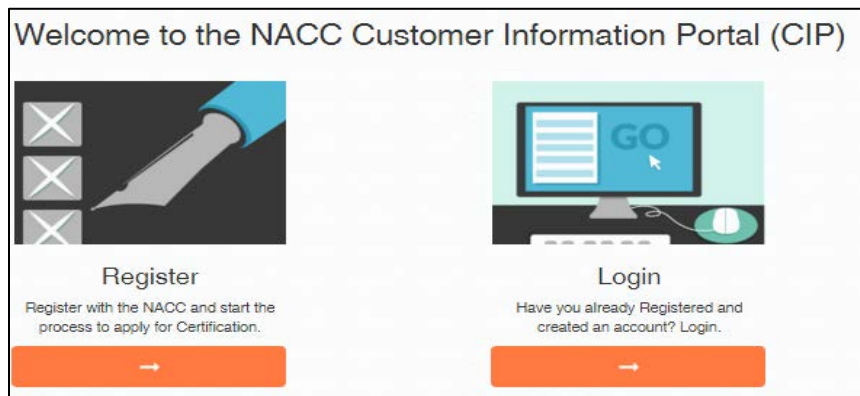 Welcome to the NACC Customer Information Portal (CIP)
GO
Register
Register with the NACC and start the
process to apply for Certification.
→
Login
Have you already Registered and
created an account? Login.
→